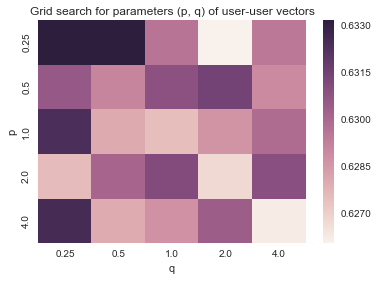 Grid search for parameters (p, q) of user-user vectors
0.25
0.5
1.0
2.0
4.0
p
0.25 0.5 1.0 2.0 4.0
q
0.6330
0.6315
0.6300
0.6285
0.6270